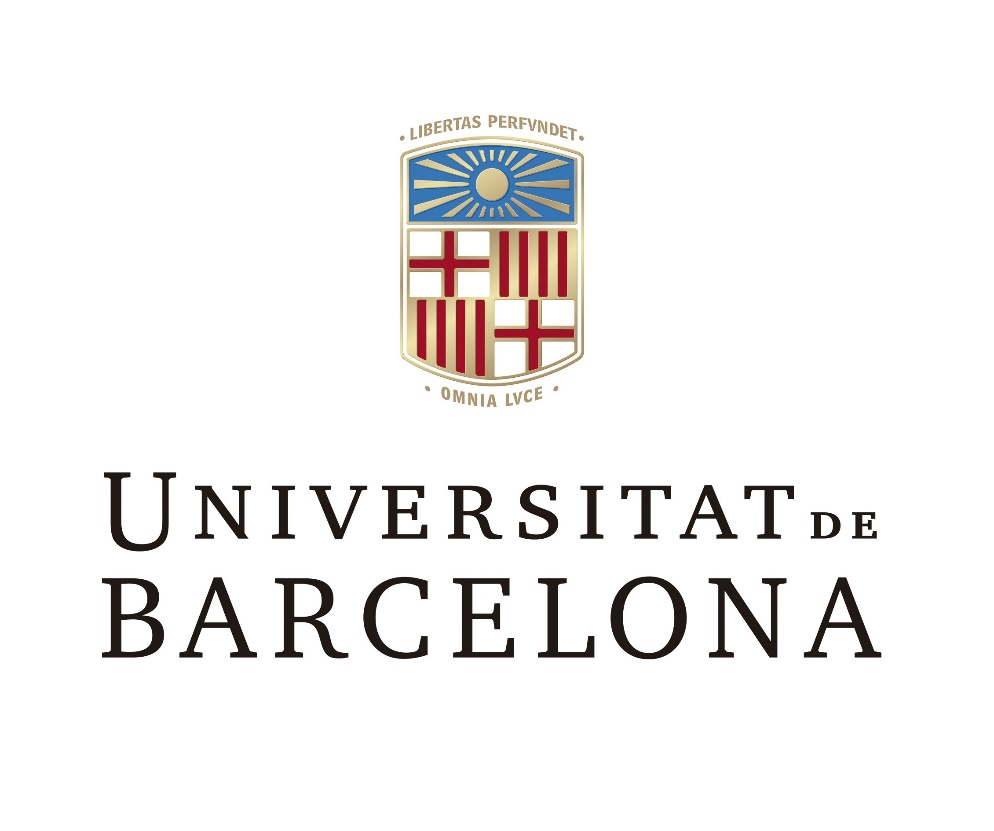 · LIBERTAS PERFVNDET ·
· OMNIA LVCE ·
UNIVERSITAT DE
BARCELONA